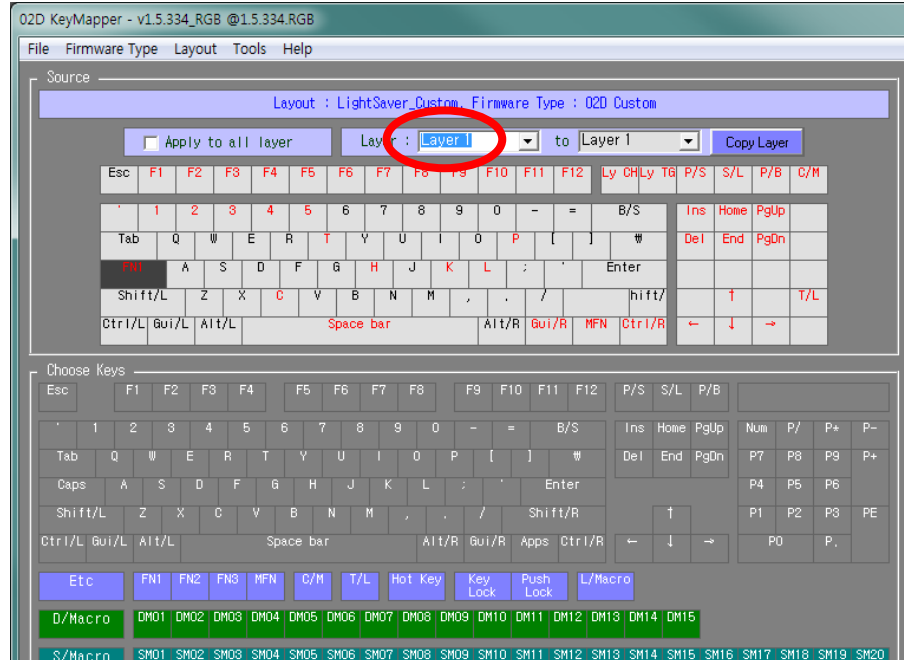 02D KeyMapper - v1.5.334_RGB @1.5.334.RGB
File Firmware Type Layout Tools Help
Source
Layout : LightSaver_Custom, Firmware Type : 02D Custom
Apply to all layer Layer : Layer 1 to Layer 1 Copy Layer
Esc F1 F2 F3 F4 F5 F6 F7 F8 F9 F10 F11 F12 Ly CH Ly TG P/S S/L P/B C/M
` 1 2 3 4 5 6 7 8 9 0 - = B/S Ins Home PgUp
Tab Q W E R T Y U I O P [ ] ₩ Del End PgDn
FN1 A S D F G H J K L ; ' Enter
Shift/L Z X C V B N M , . / hift/ ↑ T/L
Ctrl/L Gui/L Alt/L Space bar Alt/R Gui/R MFN Ctrl/R ← ↓ →
Choose Keys
Esc F1 F2 F3 F4 F5 F6 F7 F8 F9 F10 F11 F12 P/S S/L P/B
` 1 2 3 4 5 6 7 8 9 0 - = B/S Ins Home PgUp Num P/ P* P-
Tab Q W E R T Y U I O P [ ] ₩ Del End PgDn P7 P8 P9 P+
Caps A S D F G H J K L ; ' Enter P4 P5 P6
Shift/L Z X C V B N M , . / Shift/R ↑ P1 P2 P3 PE
Ctrl/L Gui/L Alt/L Space bar Alt/R Gui/R Apps Ctrl/R ← ↓ → P0 P.
Etc FN1 FN2 FN3 MFN C/M T/L Hot Key Key Lock Push Lock L/Macro
D/Macro DM01 DM02 DM03 DM04 DM05 DM06 DM07 DM08 DM09 DM10 DM11 DM12 DM13 DM14 DM15
S/Macro SM01 SM02 SM03 SM04 SM05 SM06 SM07 SM08 SM09 SM10 SM11 SM12 SM13 SM14 SM15 SM16 SM17 SM18 SM19 SM20